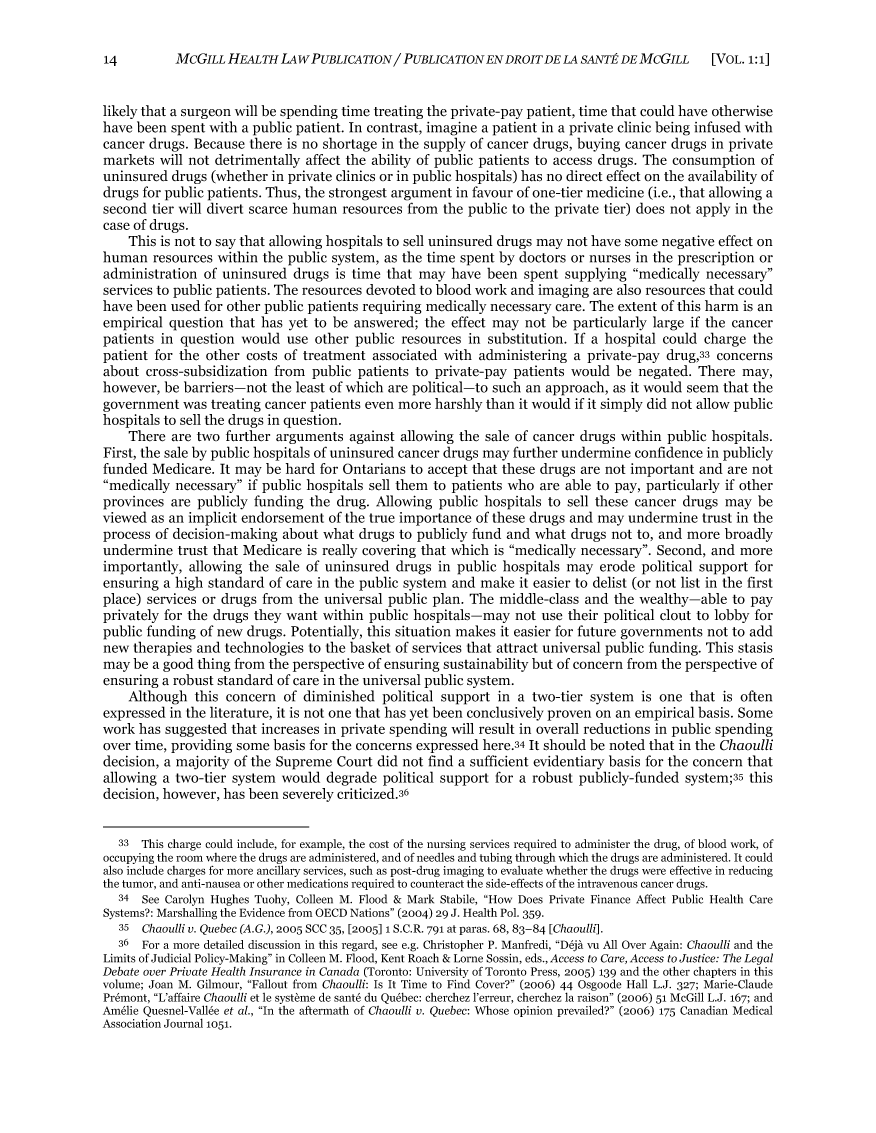 14 MCGILL HEALTH LAW PUBLICATION / PUBLICATION EN DROIT DE LA SANTÉ DE MCGILL [VOL. 1:1]
likely that a surgeon will be spending time treating the private-pay patient, time that could have otherwise
have been spent with a public patient. In contrast, imagine a patient in a private clinic being infused with
cancer drugs. Because there is no shortage in the supply of cancer drugs, buying cancer drugs in private
markets will not detrimentally affect the ability of public patients to access drugs. The consumption of
uninsured drugs (whether in private clinics or in public hospitals) has no direct effect on the availability of
drugs for public patients. Thus, the strongest argument in favour of one-tier medicine (i.e., that allowing a
second tier will divert scarce human resources from the public to the private tier) does not apply in the
case of drugs.
This is not to say that allowing hospitals to sell uninsured drugs may not have some negative effect on
human resources within the public system, as the time spent by doctors or nurses in the prescription or
administration of uninsured drugs is time that may have been spent supplying “medically necessary”
services to public patients. The resources devoted to blood work and imaging are also resources that could
have been used for other public patients requiring medically necessary care. The extent of this harm is an
empirical question that has yet to be answered; the effect may not be particularly large if the cancer
patients in question would use other public resources in substitution. If a hospital could charge the
patient for the other costs of treatment associated with administering a private-pay drug,33 concerns
about cross-subsidization from public patients to private-pay patients would be negated. There may,
however, be barriers—not the least of which are political—to such an approach, as it would seem that the
government was treating cancer patients even more harshly than it would if it simply did not allow public
hospitals to sell the drugs in question.
There are two further arguments against allowing the sale of cancer drugs within public hospitals.
First, the sale by public hospitals of uninsured cancer drugs may further undermine confidence in publicly
funded Medicare. It may be hard for Ontarians to accept that these drugs are not important and are not
“medically necessary” if public hospitals sell them to patients who are able to pay, particularly if other
provinces are publicly funding the drug. Allowing public hospitals to sell these cancer drugs may be
viewed as an implicit endorsement of the true importance of these drugs and may undermine trust in the
process of decision-making about what drugs to publicly fund and what drugs not to, and more broadly
undermine trust that Medicare is really covering that which is “medically necessary”. Second, and more
importantly, allowing the sale of uninsured drugs in public hospitals may erode political support for
ensuring a high standard of care in the public system and make it easier to delist (or not list in the first
place) services or drugs from the universal public plan. The middle-class and the wealthy—able to pay
privately for the drugs they want within public hospitals—may not use their political clout to lobby for
public funding of new drugs. Potentially, this situation makes it easier for future governments not to add
new therapies and technologies to the basket of services that attract universal public funding. This stasis
may be a good thing from the perspective of ensuring sustainability but of concern from the perspective of
ensuring a robust standard of care in the universal public system.
Although this concern of diminished political support in a two-tier system is one that is often
expressed in the literature, it is not one that has yet been conclusively proven on an empirical basis. Some
work has suggested that increases in private spending will result in overall reductions in public spending
over time, providing some basis for the concerns expressed here.34 It should be noted that in the Chaoulli
decision, a majority of the Supreme Court did not find a sufficient evidentiary basis for the concern that
allowing a two-tier system would degrade political support for a robust publicly-funded system;35 this
decision, however, has been severely criticized.36
33 This charge could include, for example, the cost of the nursing services required to administer the drug, of blood work, of
occupying the room where the drugs are administered, and of needles and tubing through which the drugs are administered. It could
also include charges for more ancillary services, such as post-drug imaging to evaluate whether the drugs were effective in reducing
the tumor, and anti-nausea or other medications required to counteract the side-effects of the intravenous cancer drugs.
34 See Carolyn Hughes Tuohy, Colleen M. Flood & Mark Stabile, “How Does Private Finance Affect Public Health Care
Systems?: Marshalling the Evidence from OECD Nations” (2004) 29 J. Health Pol. 359.
35 Chaoulli v. Quebec (A.G.), 2005 SCC 35, [2005] 1 S.C.R. 791 at paras. 68, 83–84 [Chaoulli].
36 For a more detailed discussion in this regard, see e.g. Christopher P. Manfredi, “Déjà vu All Over Again: Chaoulli and the
Limits of Judicial Policy-Making” in Colleen M. Flood, Kent Roach & Lorne Sossin, eds., Access to Care, Access to Justice: The Legal
Debate over Private Health Insurance in Canada (Toronto: University of Toronto Press, 2005) 139 and the other chapters in this
volume; Joan M. Gilmour, “Fallout from Chaoulli: Is It Time to Find Cover?” (2006) 44 Osgoode Hall L.J. 327; Marie-Claude
Prémont, “L’affaire Chaoulli et le système de santé du Québec: cherchez l’erreur, cherchez la raison” (2006) 51 McGill L.J. 167; and
Amélie Quesnel-Vallée et al., “In the aftermath of Chaoulli v. Quebec: Whose opinion prevailed?” (2006) 175 Canadian Medical
Association Journal 1051.